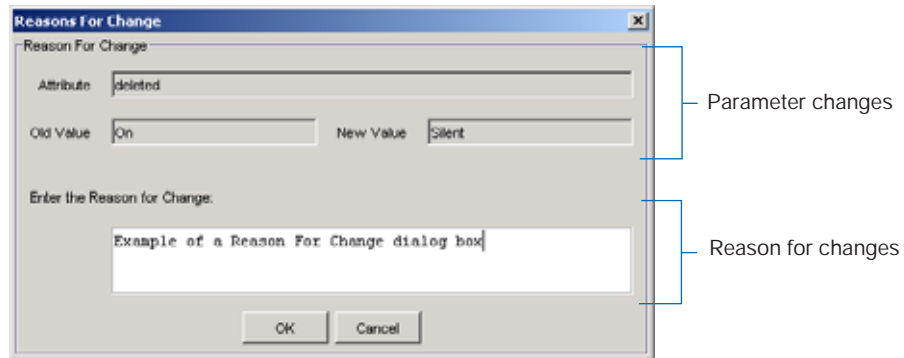 Reasons For Change
Reason For Change
Attribute deleted
Old Value On New Value Silent
Parameter changes
Enter the Reason for Change:
Example of a Reason For Change dialog box
Reason for changes
OK Cancel